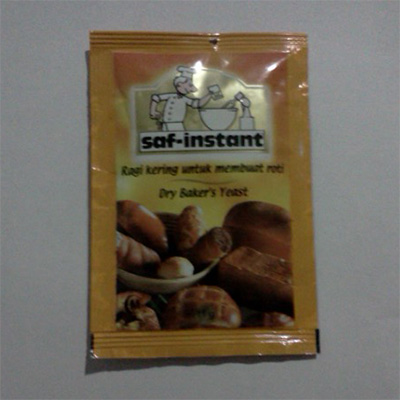 saf-instant
Ragi kering untuk membuat roti
Dry Baker's Yeast